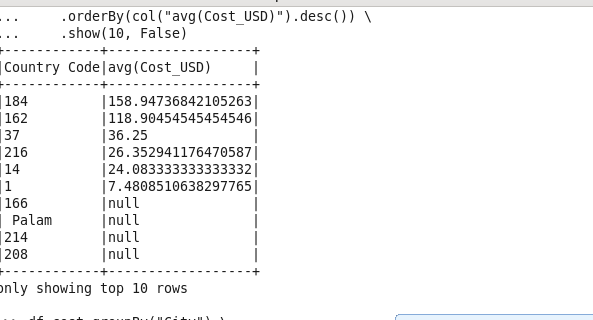 ...     .orderBy(col("avg(Cost_USD)").desc()) \
...     .show(10, False)
+------------+------------------+
|Country Code|avg(Cost_USD)     |
+------------+------------------+
|184         |158.94736842105263|
|162         |118.90454545454546|
|37          |36.25             |
|216         |26.352941176470587|
|14          |24.083333333333332|
|1           |7.4808510638297765|
|166         |null              |
| Palam      |null              |
|214         |null              |
|208         |null              |
+------------+------------------+
only showing top 10 rows